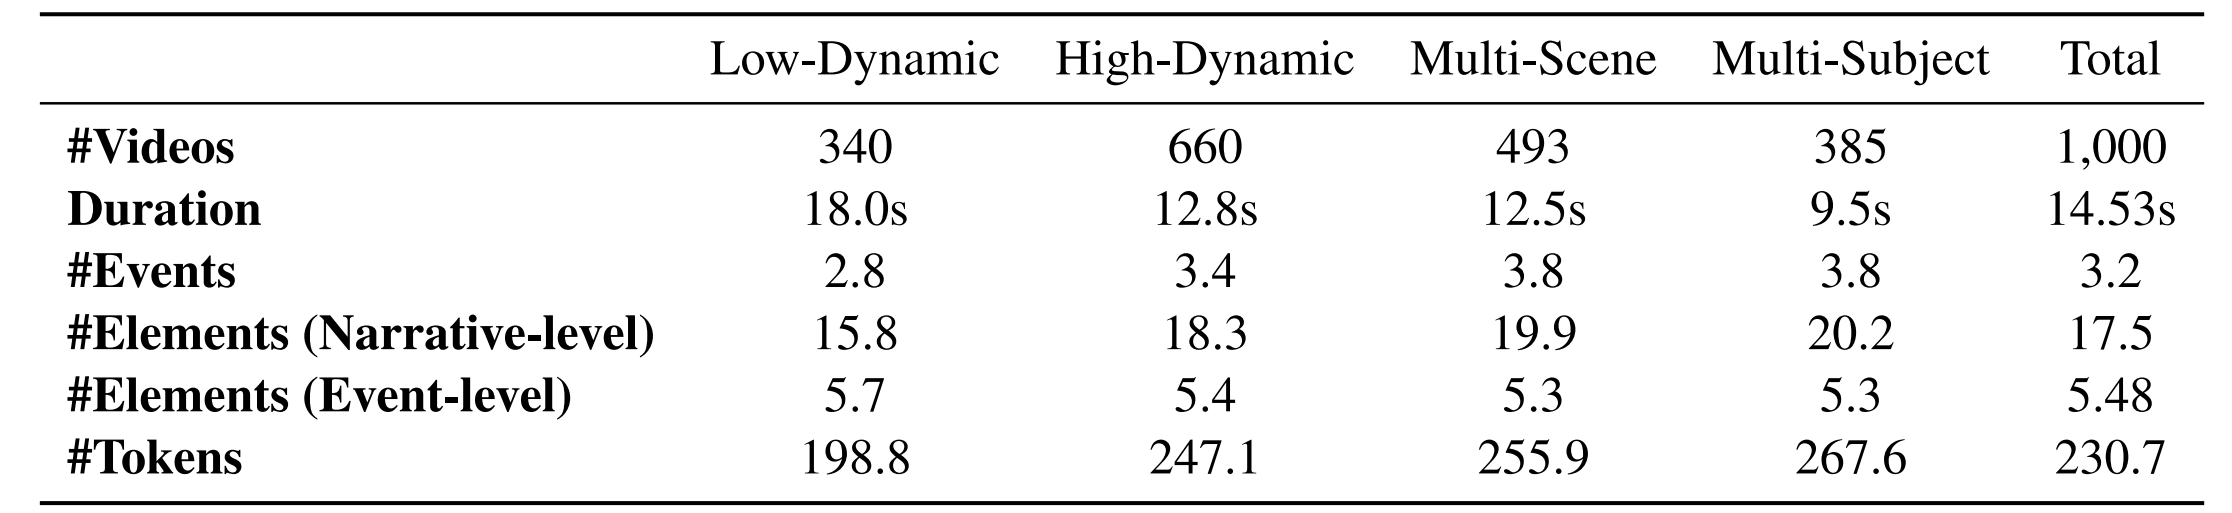 Low-Dynamic High-Dynamic Multi-Scene Multi-Subject Total
#Videos 340 660 493 385 1,000
Duration 18.0s 12.8s 12.5s 9.5s 14.53s
#Events 2.8 3.4 3.8 3.8 3.2
#Elements (Narrative-level) 15.8 18.3 19.9 20.2 17.5
#Elements (Event-level) 5.7 5.4 5.3 5.3 5.48
#Tokens 198.8 247.1 255.9 267.6 230.7